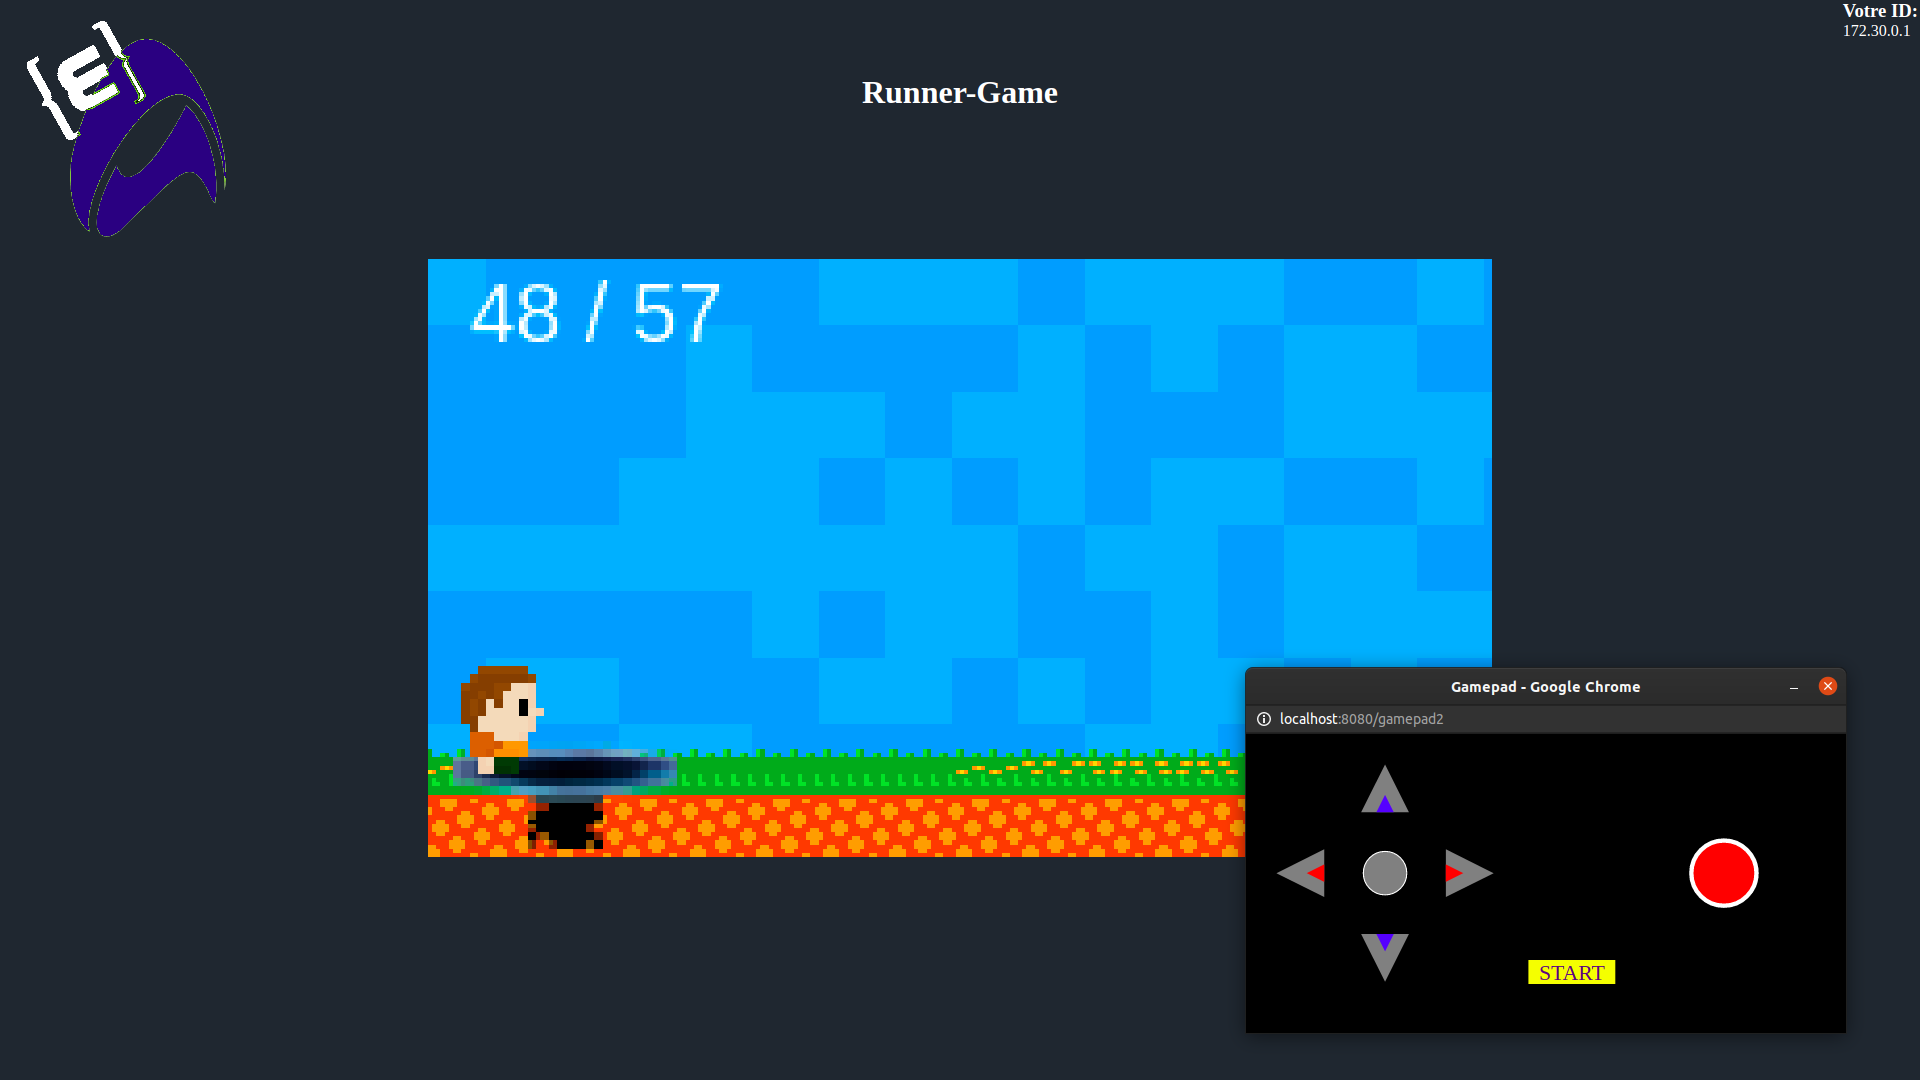 {E}
Votre ID:
172.30.0.1
Runner-Game
48 / 57
Gamepad - Google Chrome
localhost:8080/gamepad2
START